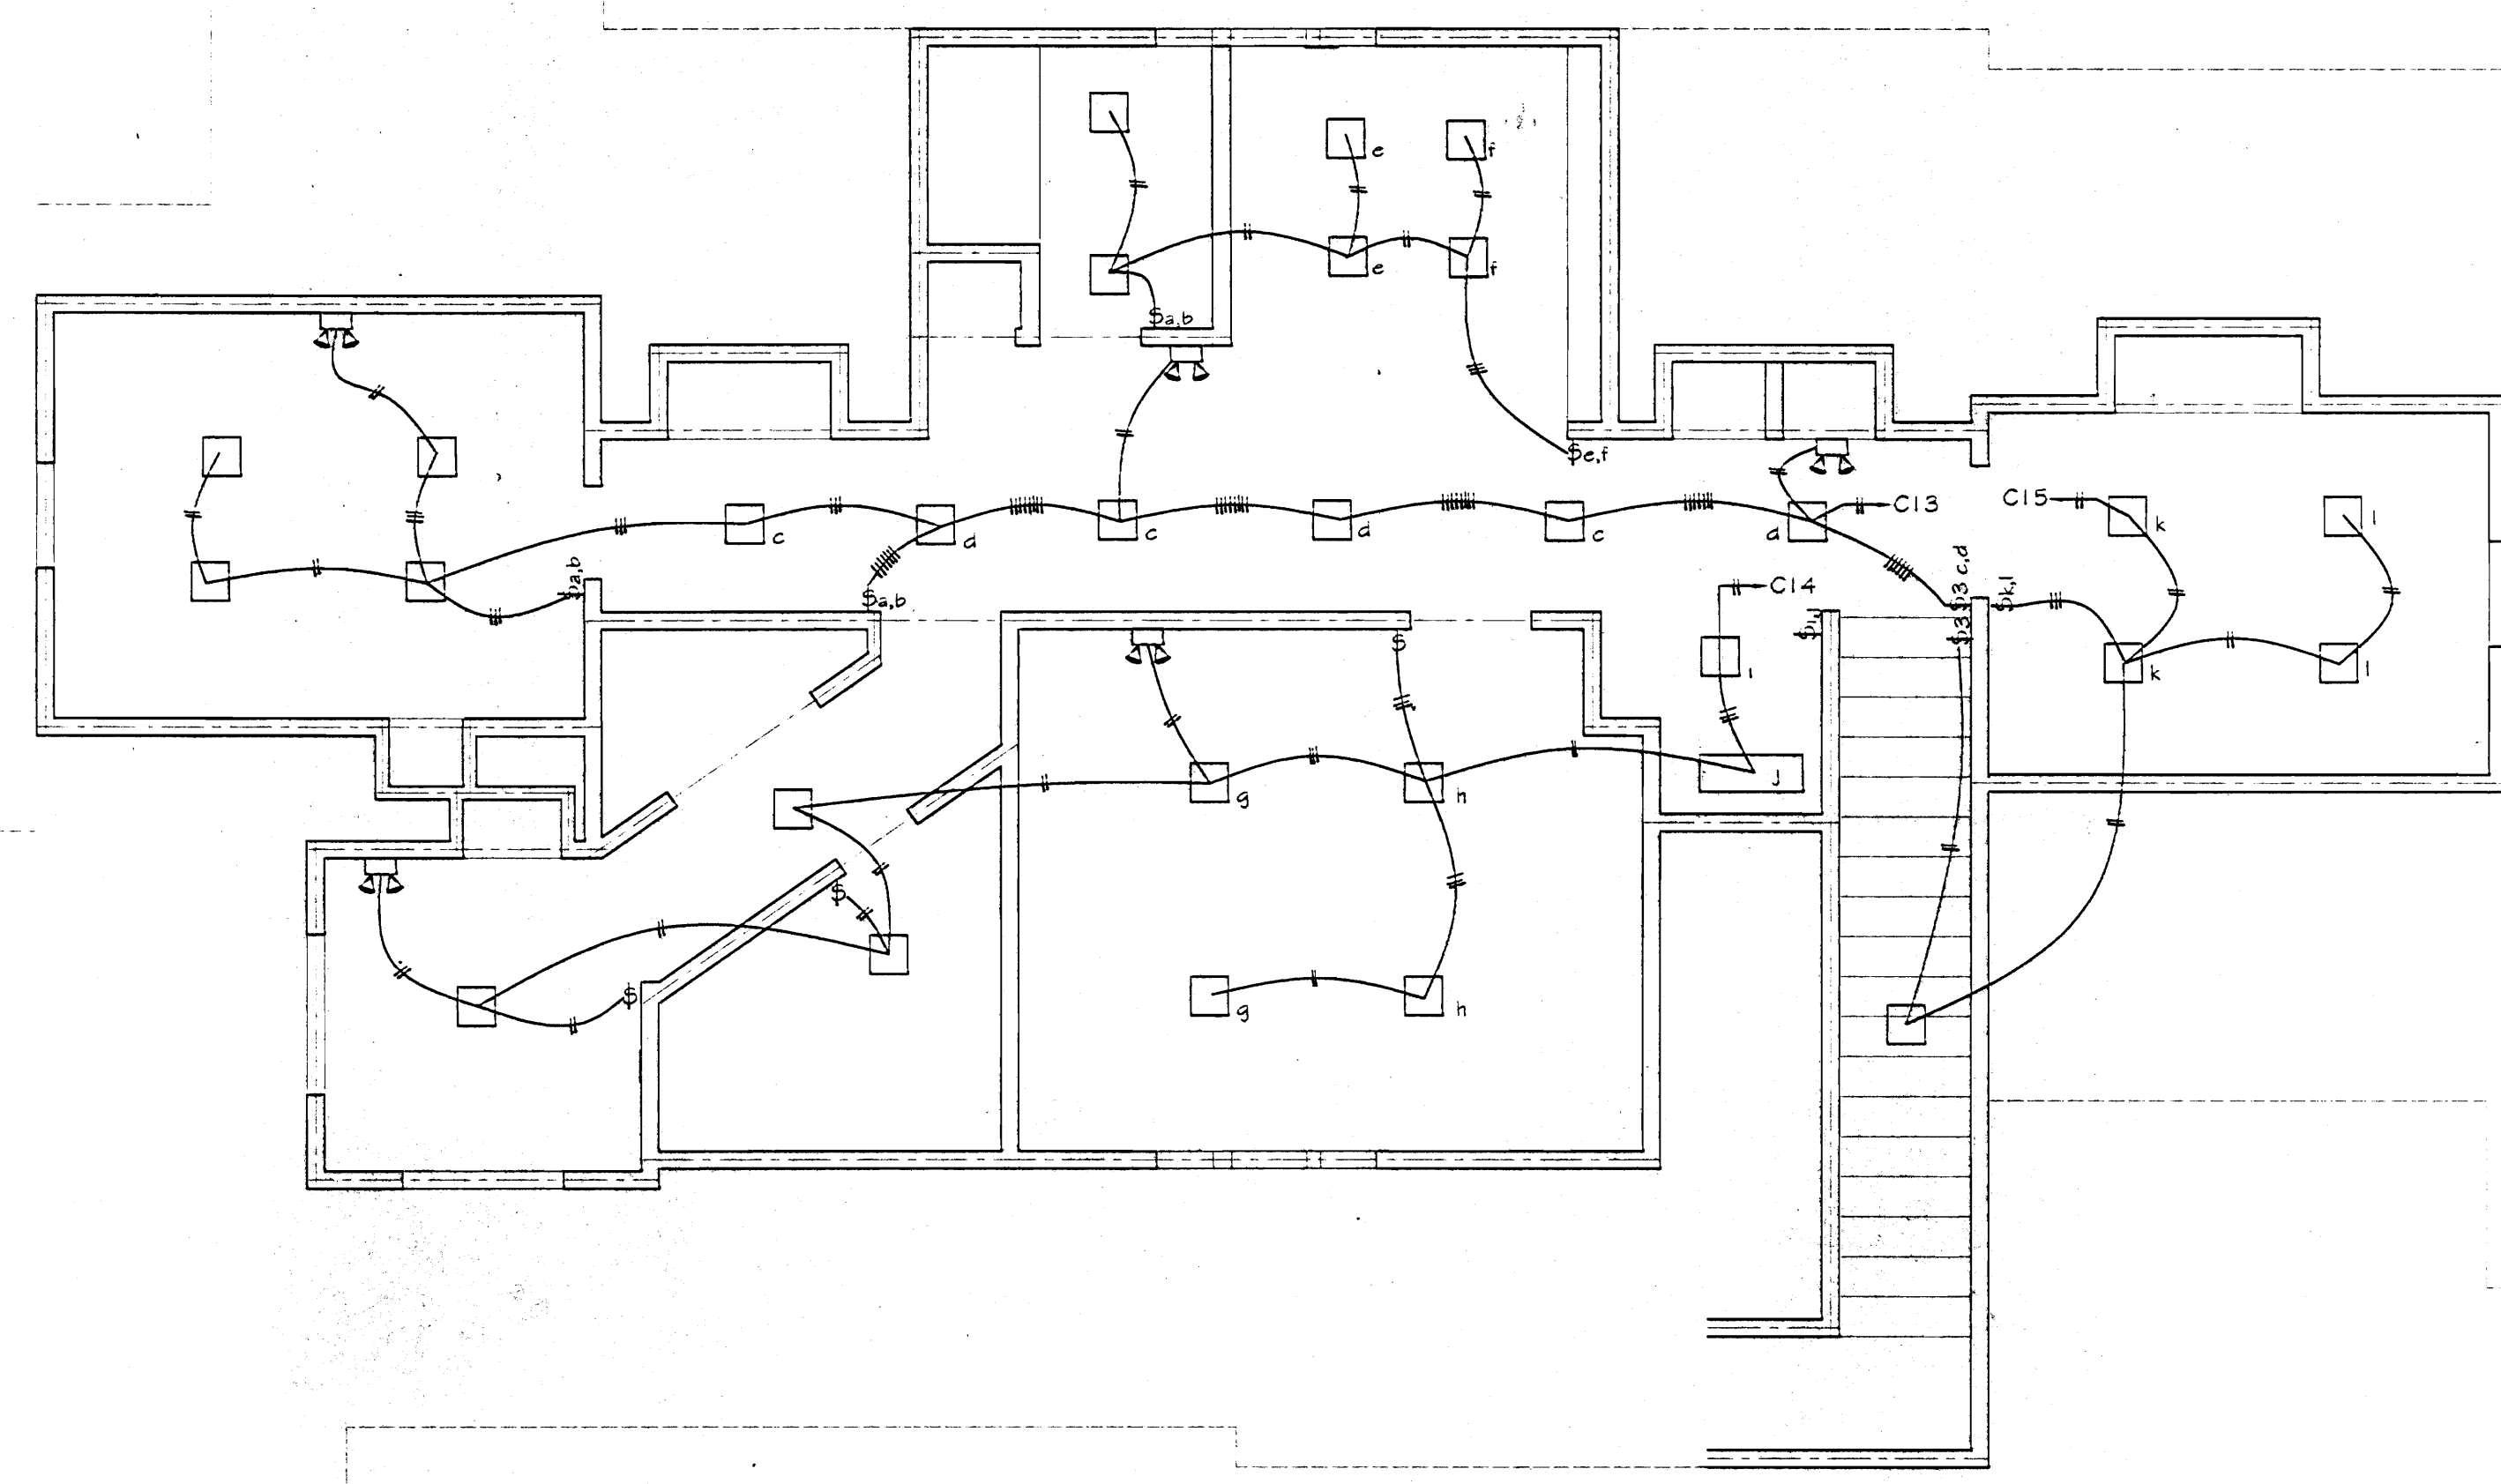 e
f
e
f
$a,b
$e,f
C13
C15
k
l
c
d
c
d
c
d
$a,b
$a,b
C14
$3 c,d
$3
$k,l
$i,j
$
i
k
l
j
g
h
$
$
g
h